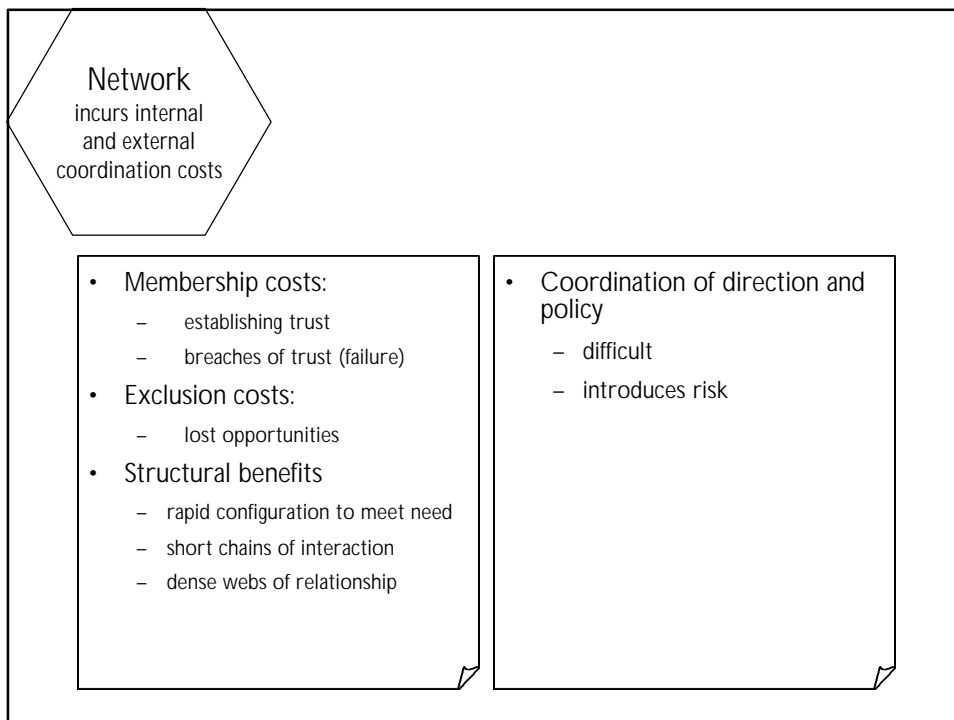 Network
incurs internal
and external
coordination costs
• Membership costs:
– establishing trust
– breaches of trust (failure)
• Exclusion costs:
– lost opportunities
• Structural benefits
– rapid configuration to meet need
– short chains of interaction
– dense webs of relationship
• Coordination of direction and
policy
– difficult
– introduces risk